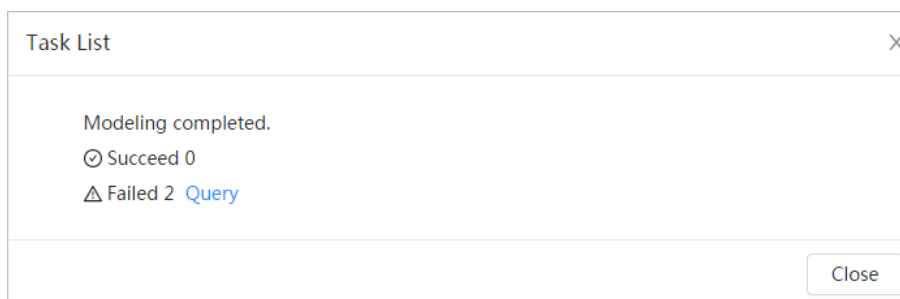 Task List
Modeling completed.
Succeed 0
Failed 2 Query
Close